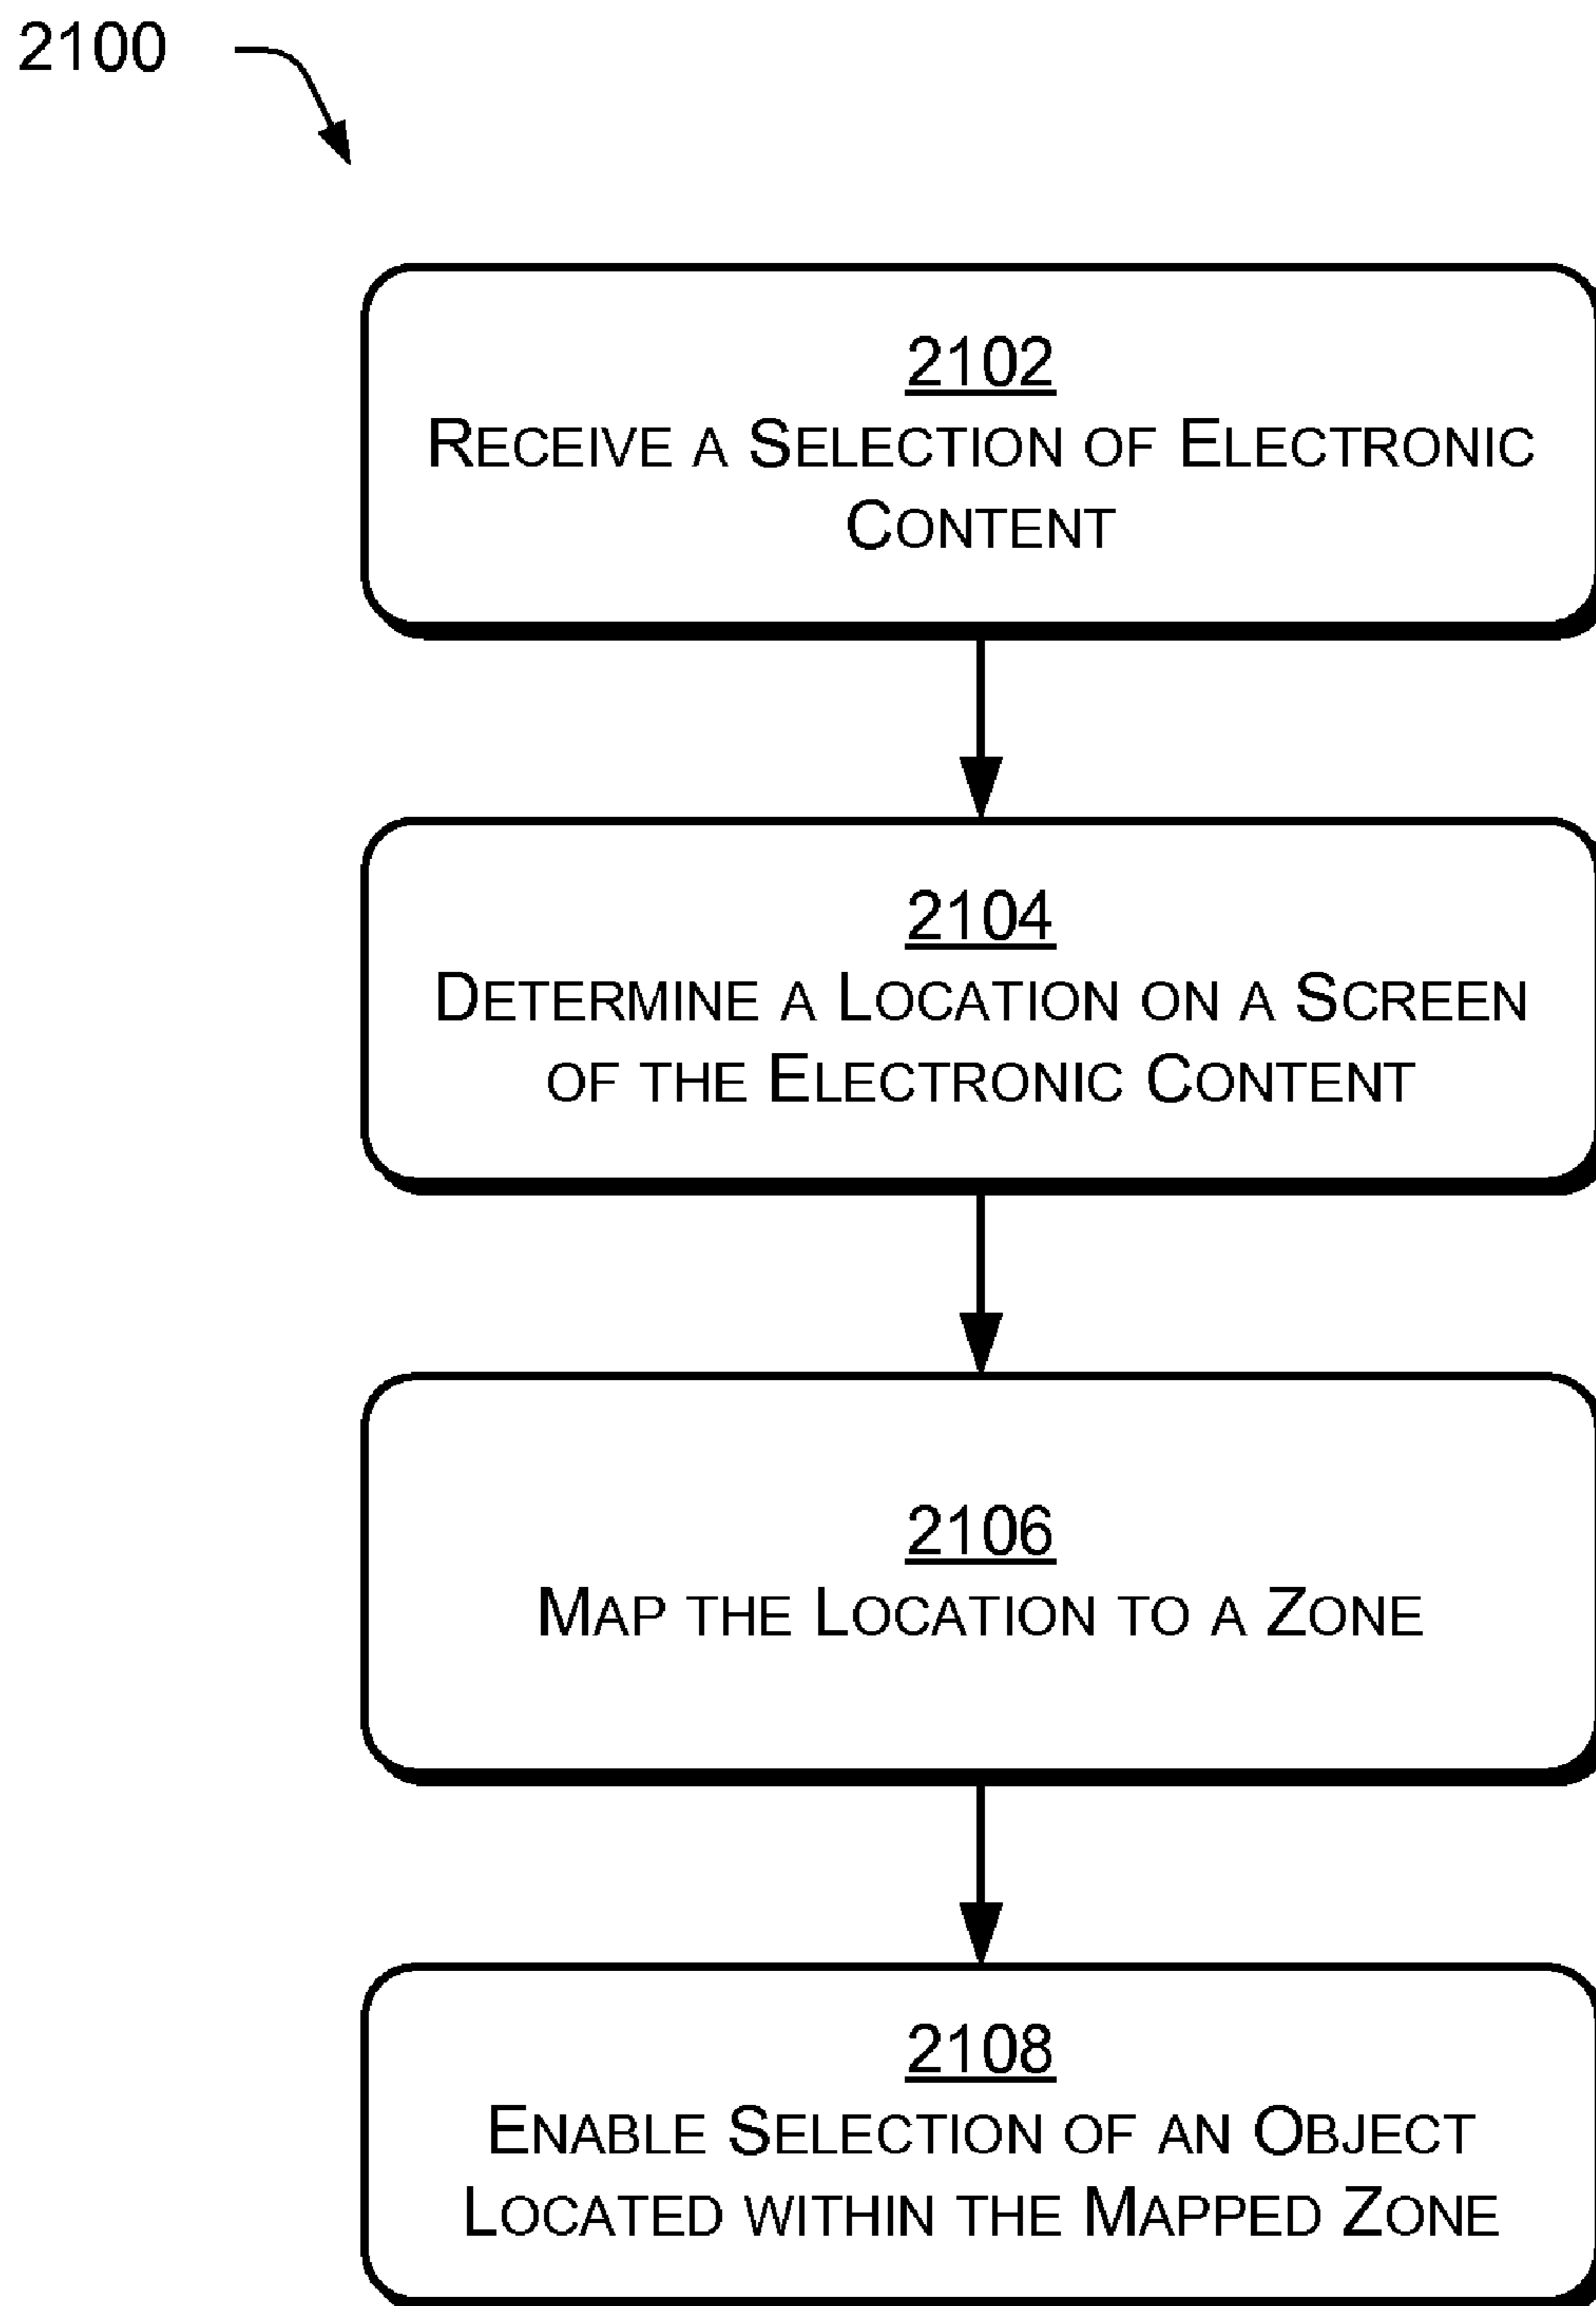 2100
2102
RECEIVE A SELECTION OF ELECTRONIC
CONTENT
2104
DETERMINE A LOCATION ON A SCREEN
OF THE ELECTRONIC CONTENT
2106
MAP THE LOCATION TO A ZONE
2108
ENABLE SELECTION OF AN OBJECT
LOCATED WITHIN THE MAPPED ZONE